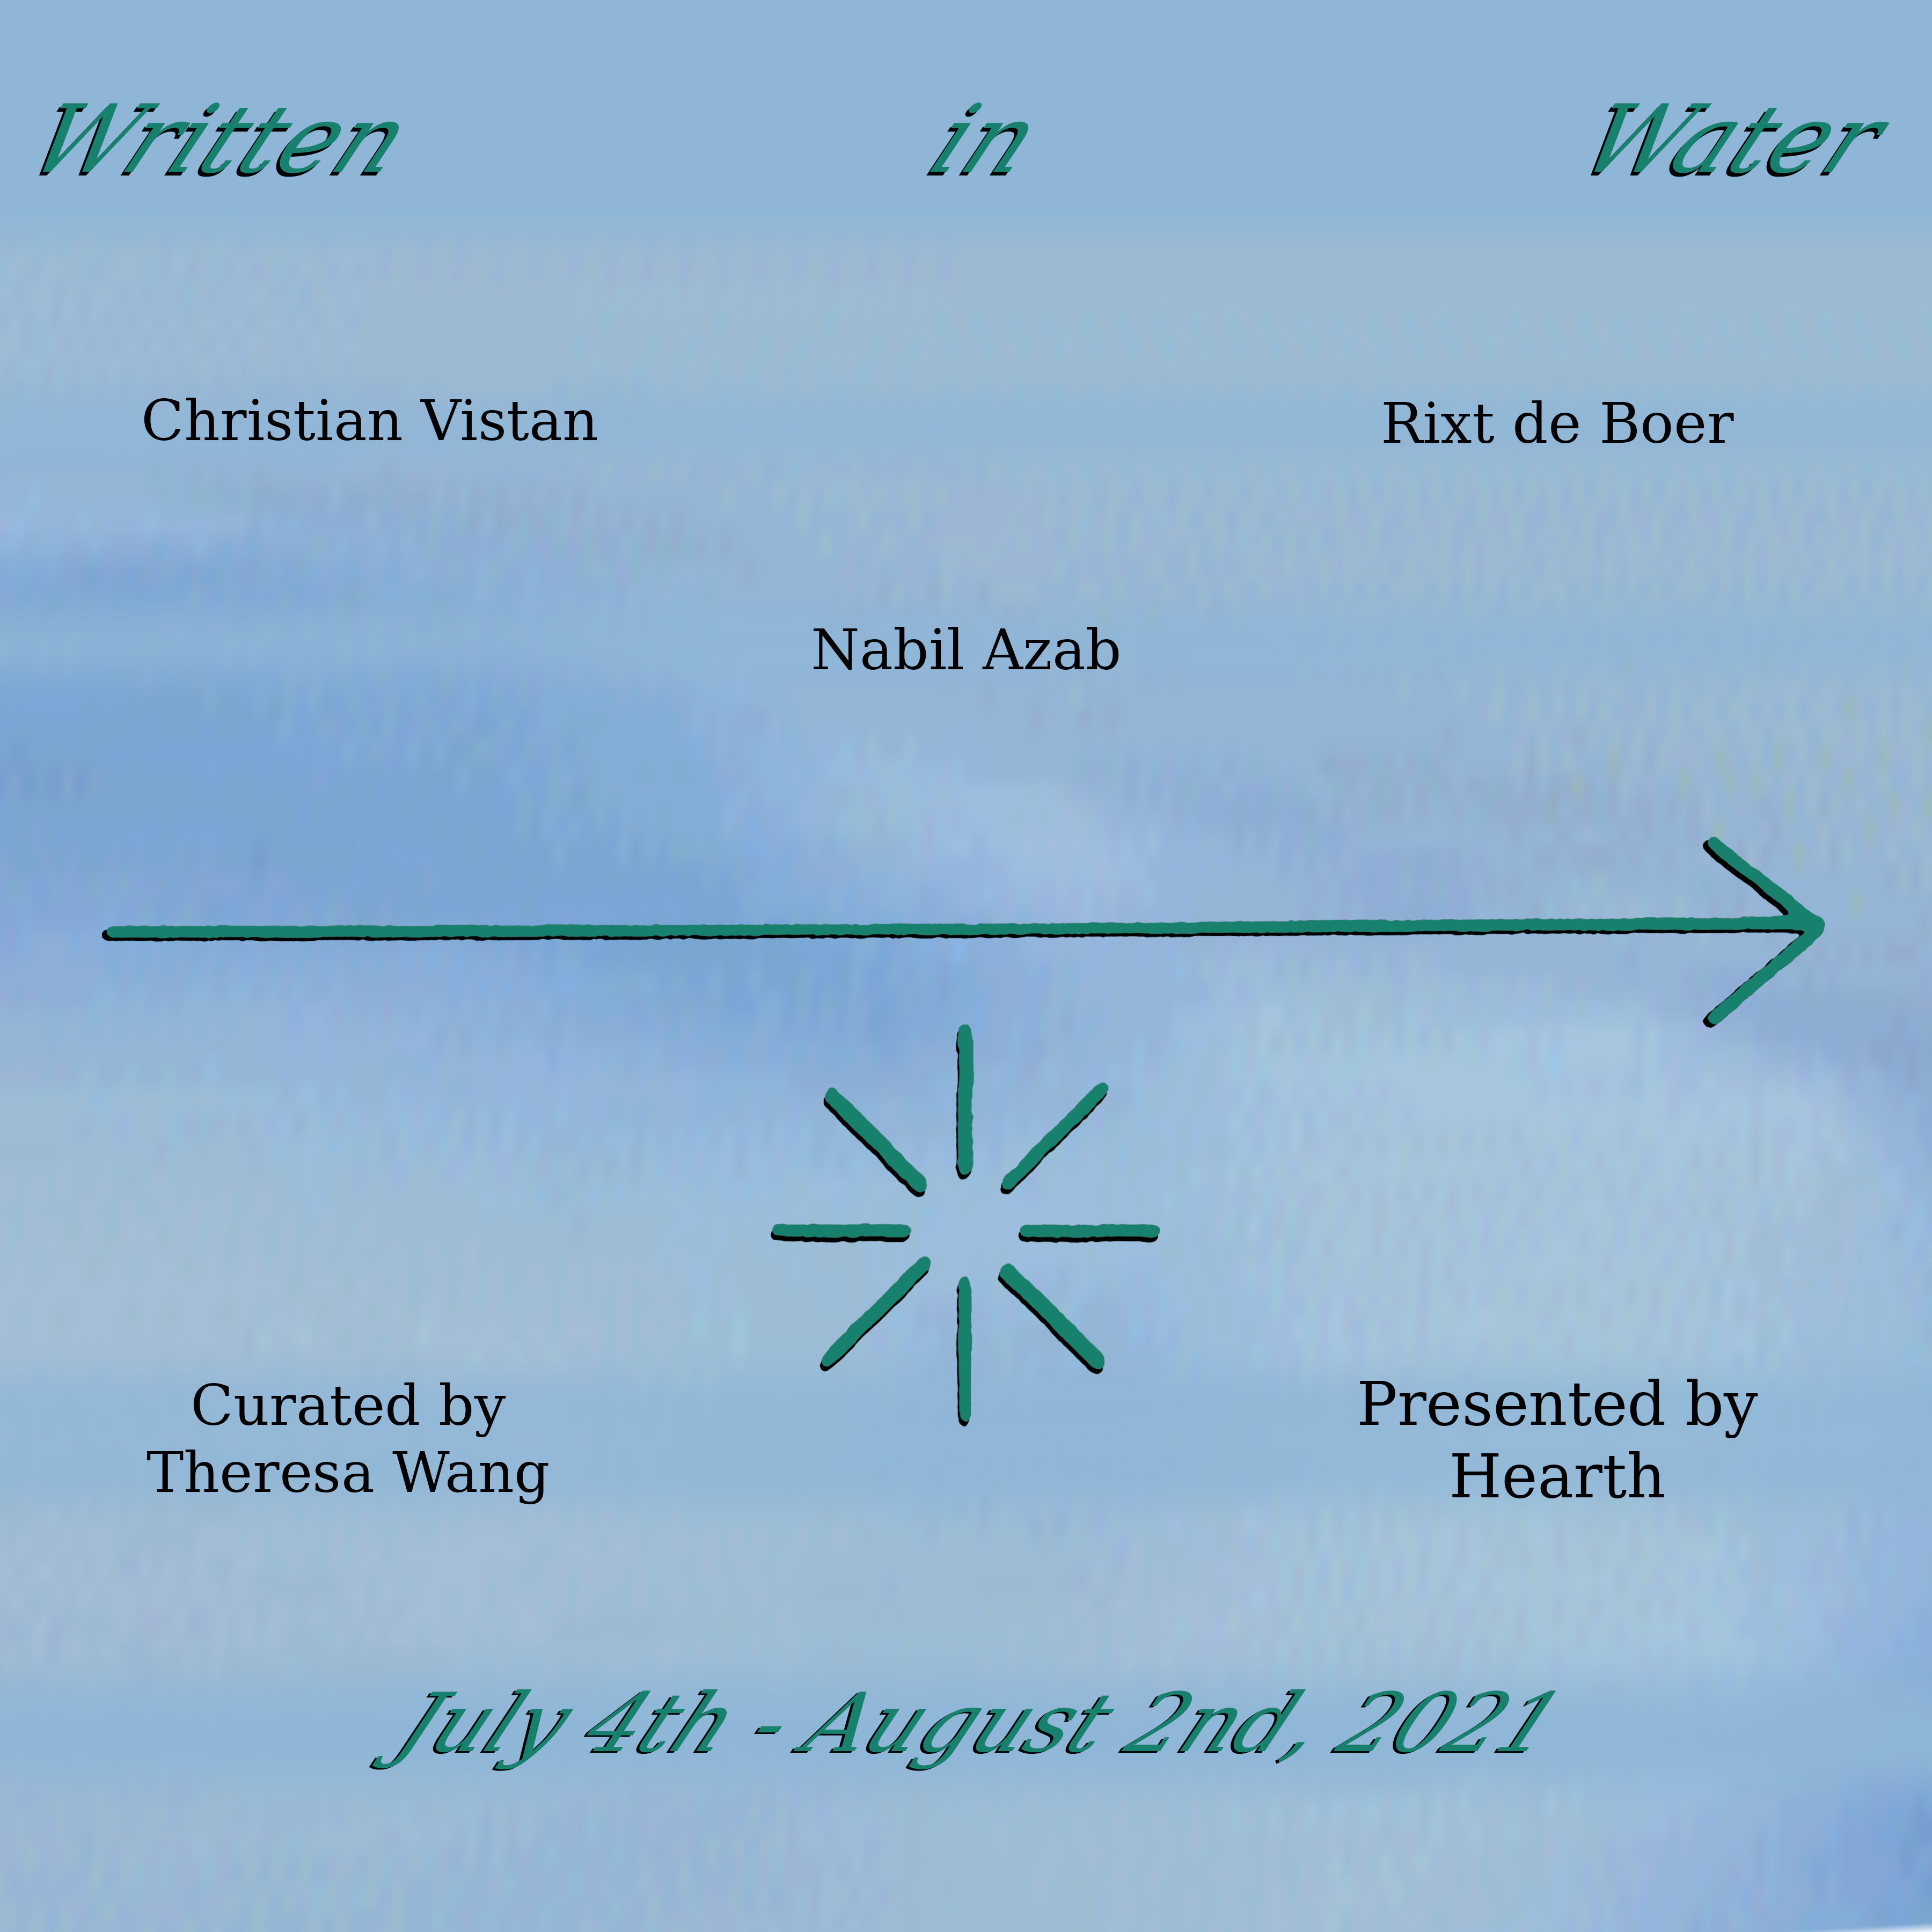 Written in Water
Christian Vistan
Rixt de Boer
Nabil Azab
Curated by
Theresa Wang
Presented by
Hearth
July 4th - August 2nd, 2021